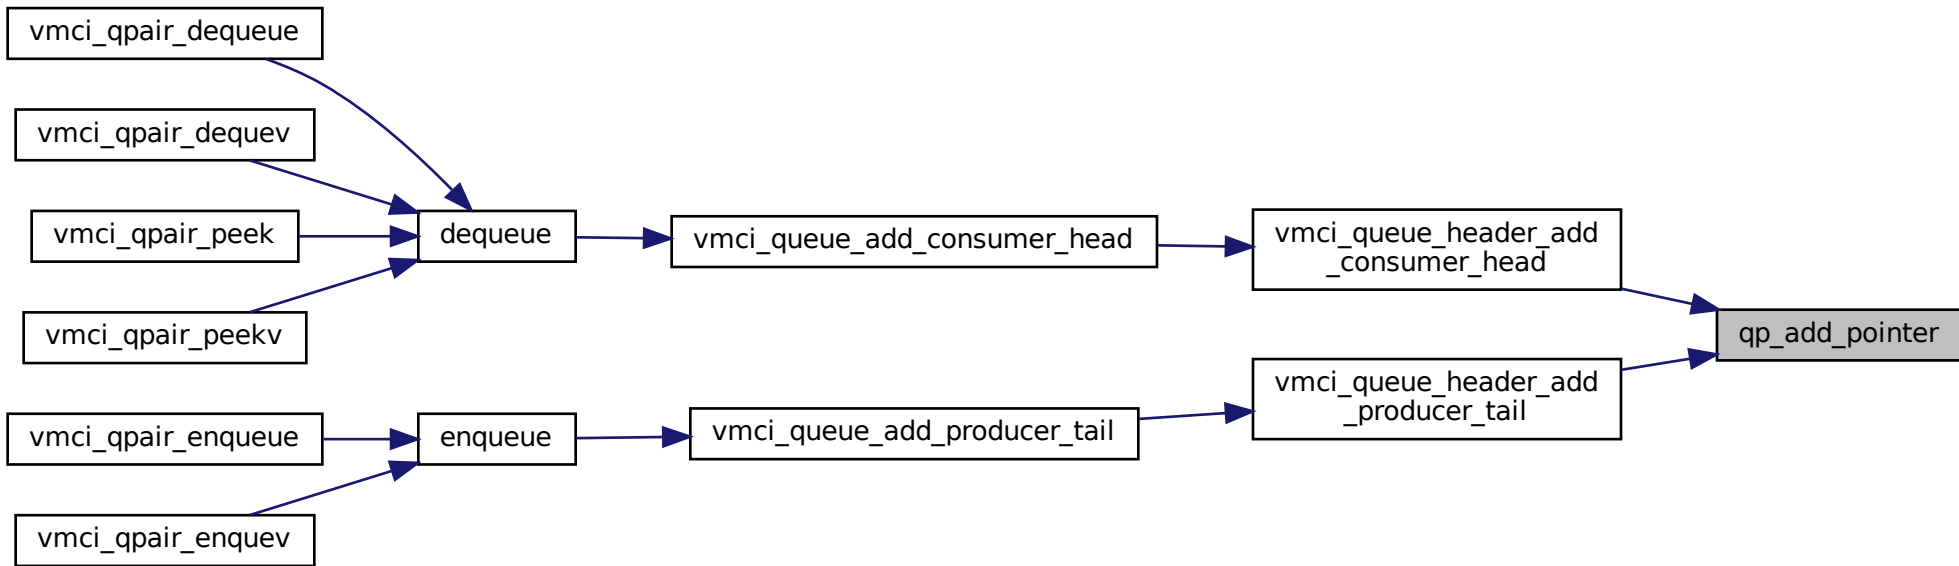 vmci_qpair_dequeue
vmci_qpair_dequev
vmci_qpair_peek
vmci_qpair_peekv
dequeue
vmci_queue_add_consumer_head
vmci_queue_header_add
_consumer_head
qp_add_pointer
vmci_queue_header_add
_producer_tail
vmci_queue_add_producer_tail
enqueue
vmci_qpair_enqueue
vmci_qpair_enquev